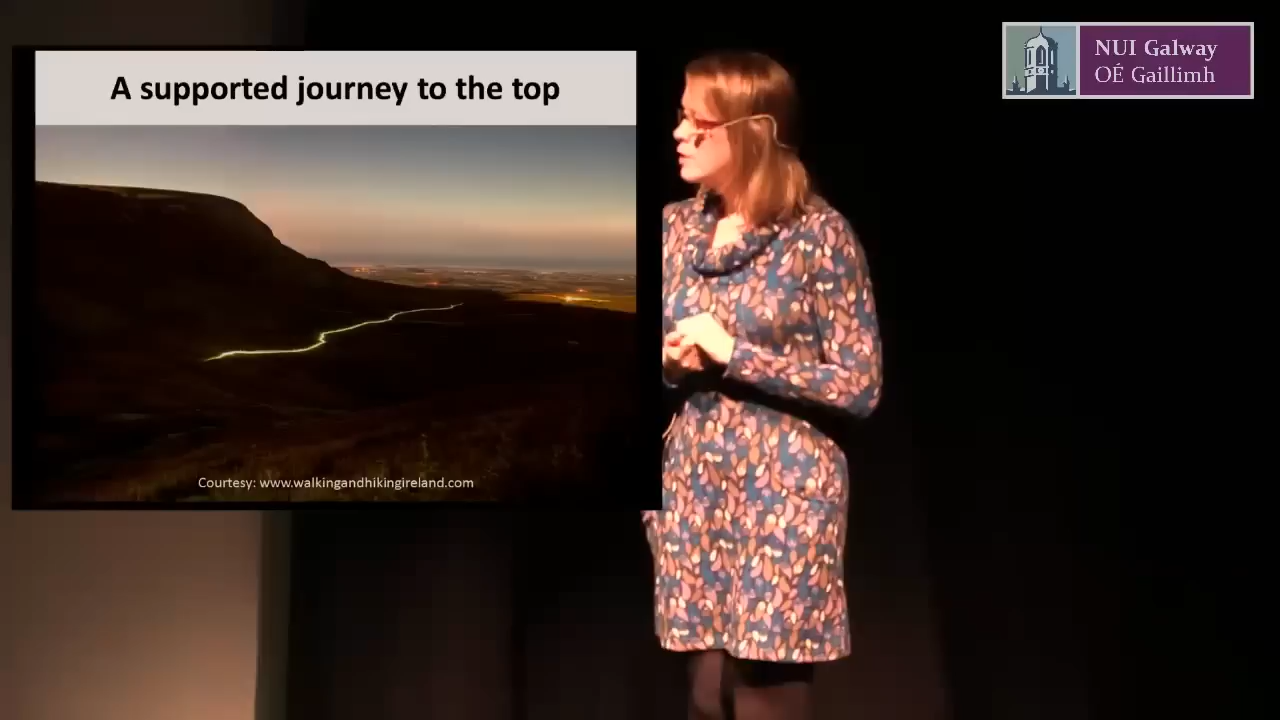 A supported journey to the top
Courtesy: www.walkingandhikingireland.com
NUI Galway
OÉ Gaillimh